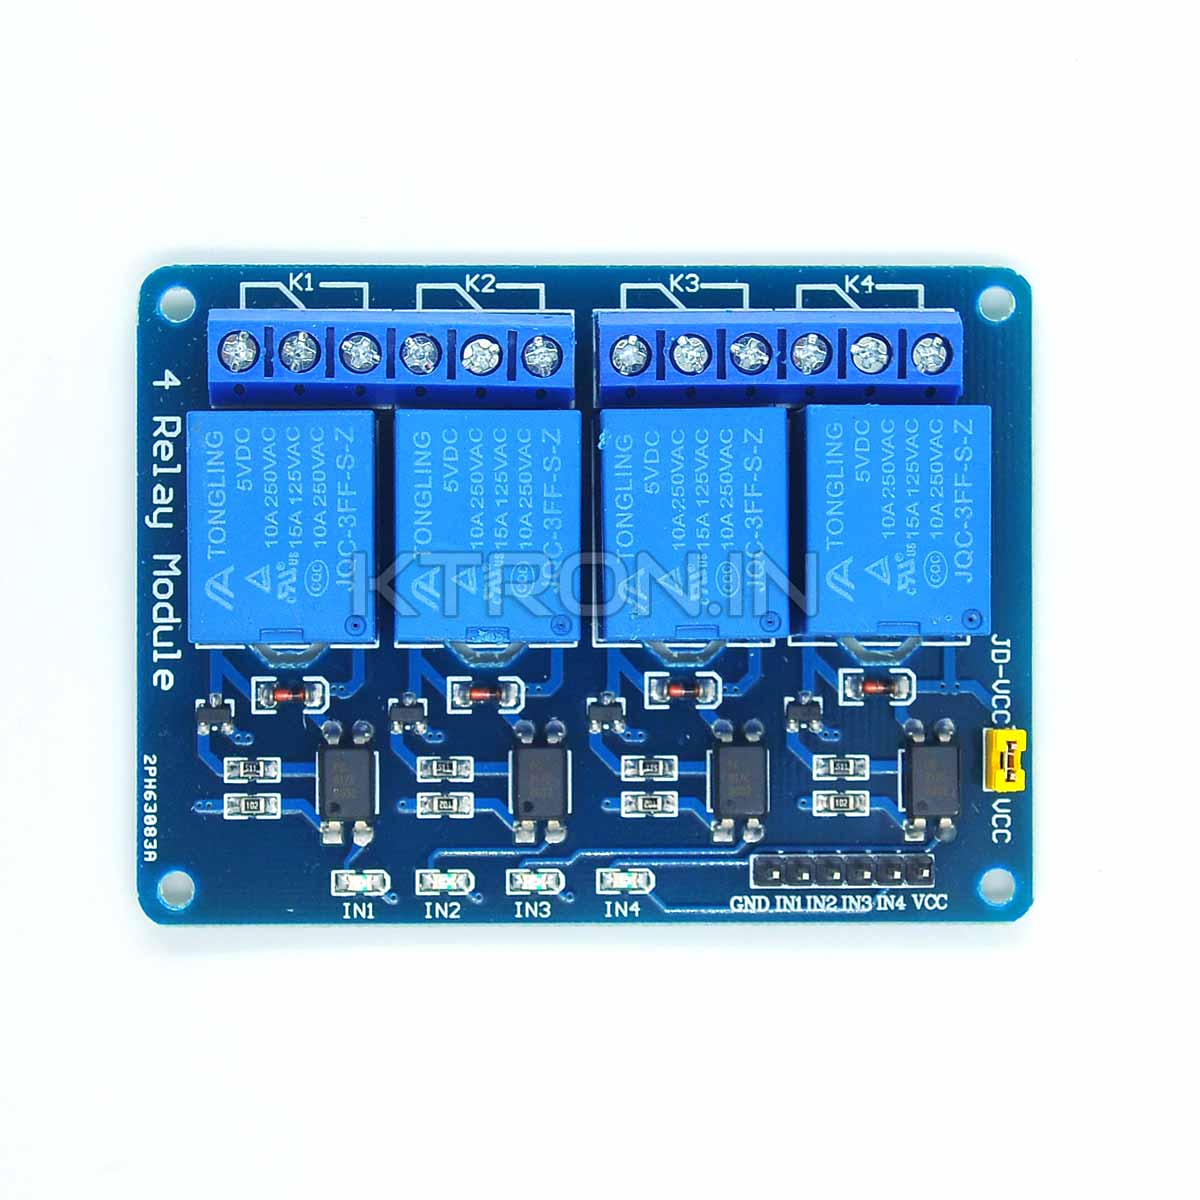 K1
K2
K3
K4
4 Relay Module
TONGLING
5VDC
10A 250VAC
15A 125VAC
10A 250VAC
JQC-3FF-S-Z
TONGLING
5VDC
10A 250VAC
15A 125VAC
10A 250VAC
JQC-3FF-S-Z
TONGLING
5VDC
10A 250VAC
15A 125VAC
10A 250VAC
JQC-3FF-S-Z
TONGLING
5VDC
10A 250VAC
15A 125VAC
10A 250VAC
JQC-3FF-S-Z
KTRON.IN
JD-VCC
VCC
2PH63083A
511
102
IN1
IN2
IN3
IN4
GND IN1 IN2 IN3 IN4 VCC